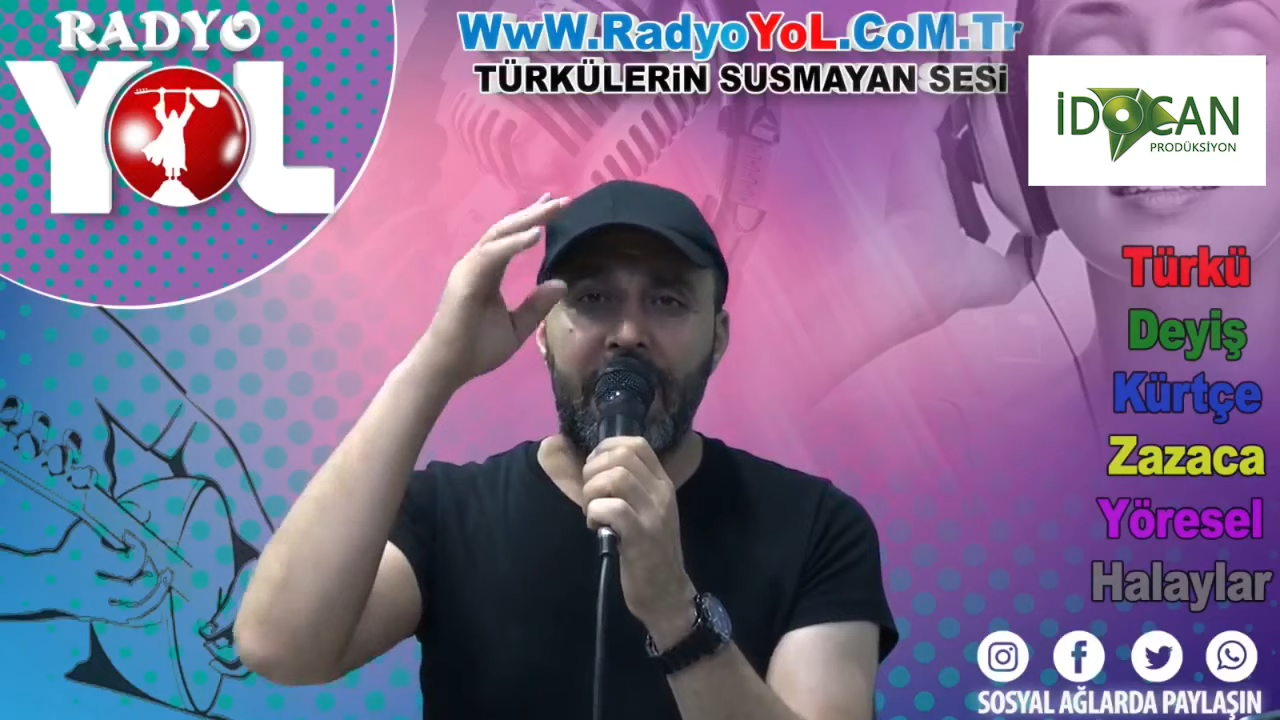 RADYO
YOL
WwW.RadyoYoL.CoM.Tr
TÜRKÜLERiN SUSMAYAN SESi
İDOCAN
PRODÜKSİYON
Türkü
Deyiş
Kürtçe
Zazaca
Yöresel
Halaylar
SOSYAL AĞLARDA PAYLAŞIN